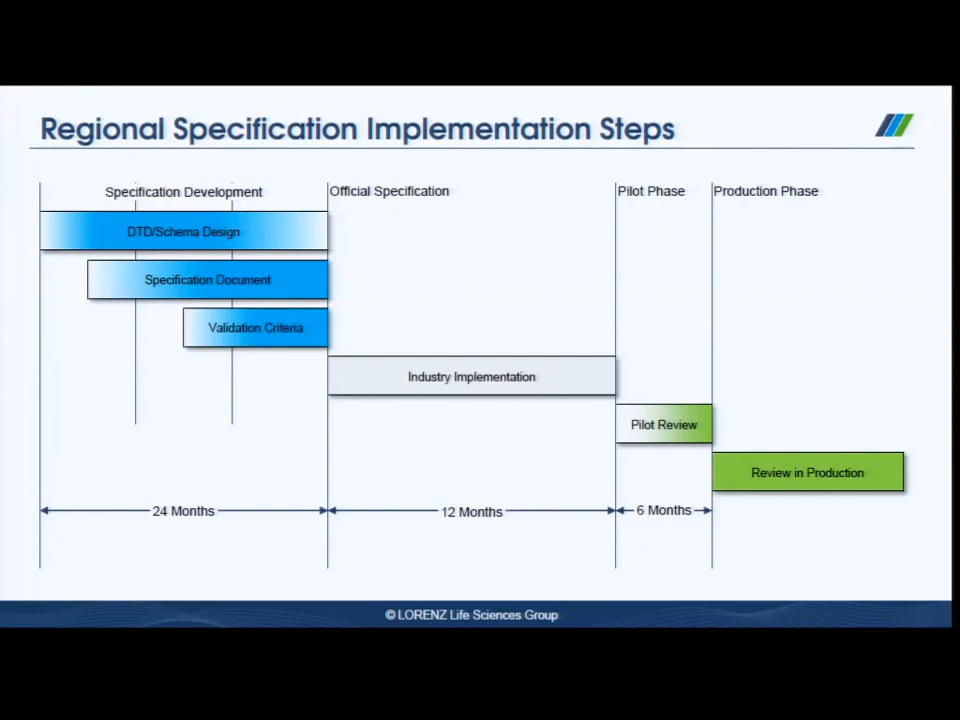 Regional Specification Implementation Steps
Specification Development
Official Specification
Pilot Phase
Production Phase
DTD/Schema Design
Specification Document
Validation Criteria
Industry Implementation
Pilot Review
Review in Production
24 Months
12 Months
6 Months
© LORENZ Life Sciences Group